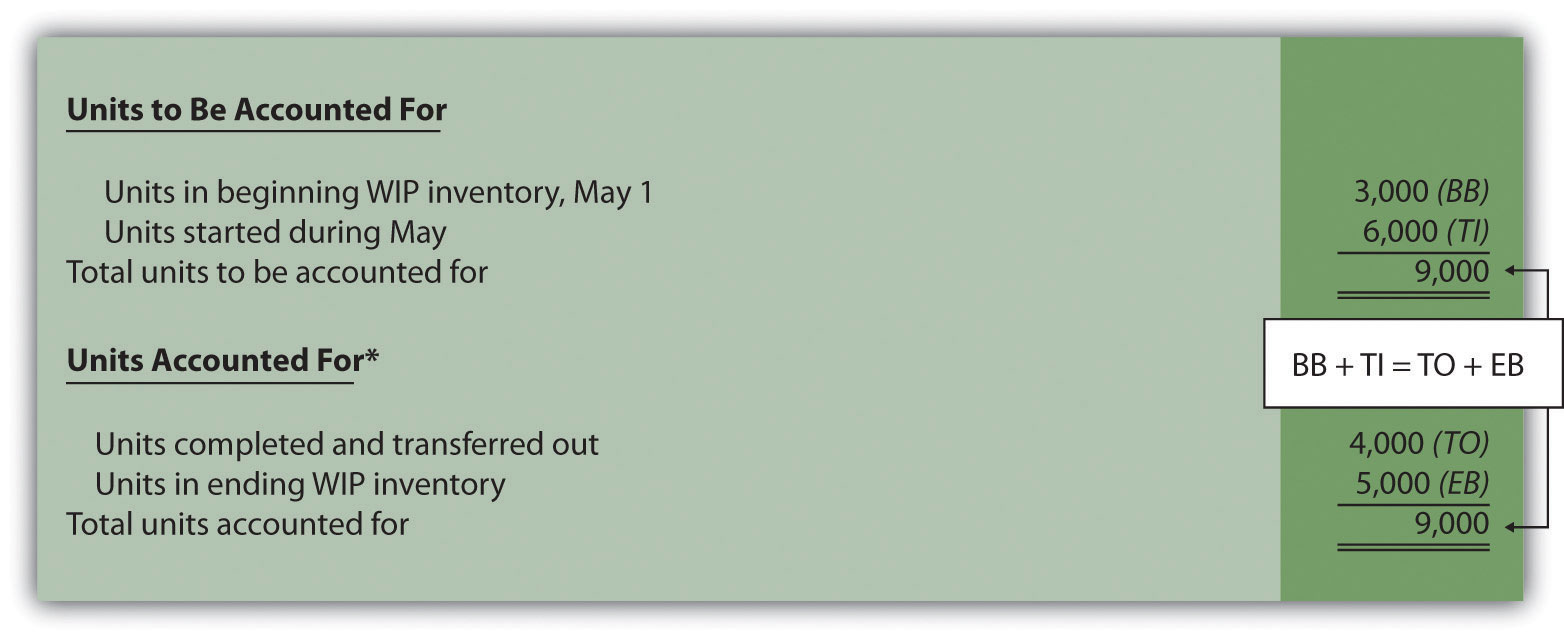 Units to Be Accounted For
Units in beginning WIP inventory, May 1 3,000 (BB)
Units started during May 6,000 (TI)
Total units to be accounted for 9,000
BB + TI = TO + EB
Units Accounted For*
Units completed and transferred out 4,000 (TO)
Units in ending WIP inventory 5,000 (EB)
Total units accounted for 9,000